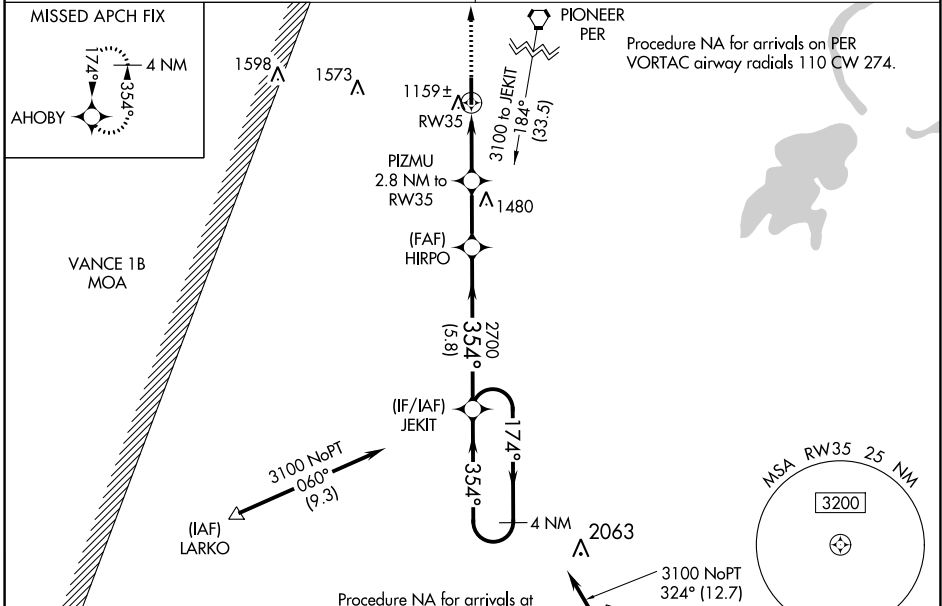 MISSED APCH FIX
174°
4 NM
354°
AHOBY
1598
1573
1159±
RW35
PIONEER
PER
3100 to JEKIT
184°
(33.5)
Procedure NA for arrivals on PER
VORTAC airway radials 110 CW 274.
PIZMU
2.8 NM to
RW35
1480
(FAF)
HIRPO
VANCE 1B
MOA
2700
354°
(5.8)
(IF/IAF)
JEKIT
174°
354°
4 NM
3100 NoPT
060°
(9.3)
(IAF)
LARKO
2063
MSA RW35 25 NM
3200
3100 NoPT
324° (12.7)
Procedure NA for arrivals at